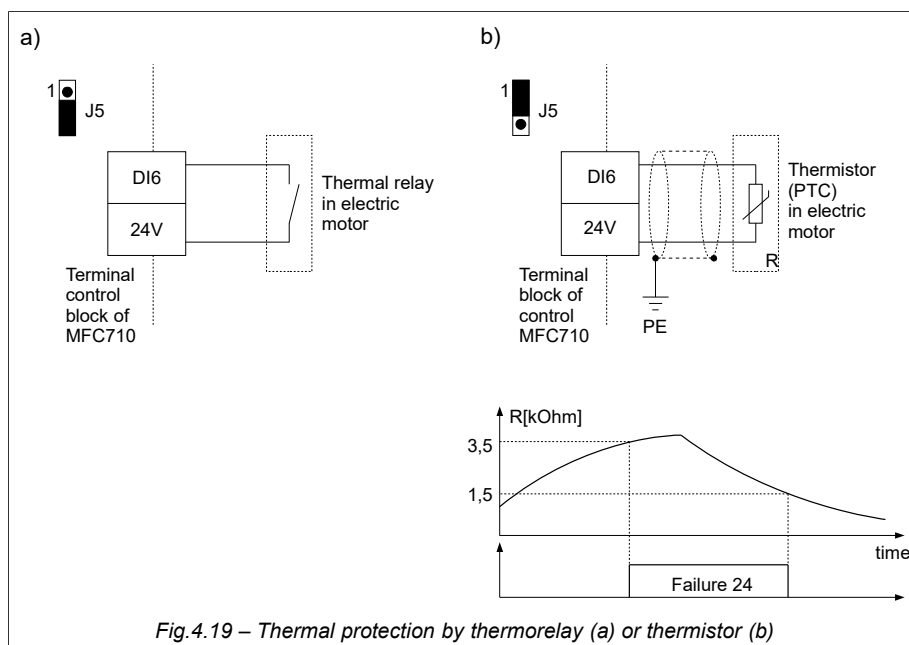 a)
1
J5
DI6
24V
Thermal relay
in electric
motor
Terminal
control
block of
MFC710
b)
1
J5
DI6
24V
Thermistor
(PTC)
in electric
motor
R
Terminal
block of
control
MFC710
PE
R[kOhm]
3,5
1,5
time
Failure 24
Fig.4.19 – Thermal protection by thermorelay (a) or thermistor (b)